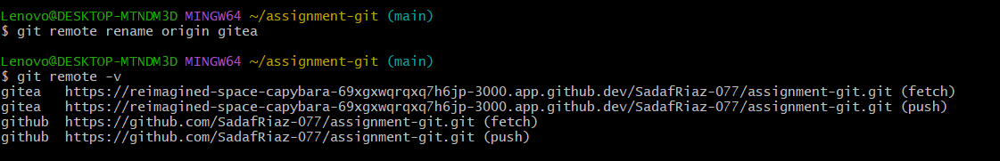 Lenovo@DESKTOP-MTNDM3D MINGW64 ~/assignment-git (main)
$ git remote rename origin gitea
Lenovo@DESKTOP-MTNDM3D MINGW64 ~/assignment-git (main)
$ git remote -v
gitea   https://reimagined-space-capybara-69xgxwqrqxq7h6jp-3000.app.github.dev/SadafRiaz-077/assignment-git.git (fetch)
gitea   https://reimagined-space-capybara-69xgxwqrqxq7h6jp-3000.app.github.dev/SadafRiaz-077/assignment-git.git (push)
github  https://github.com/SadafRiaz-077/assignment-git.git (fetch)
github  https://github.com/SadafRiaz-077/assignment-git.git (push)